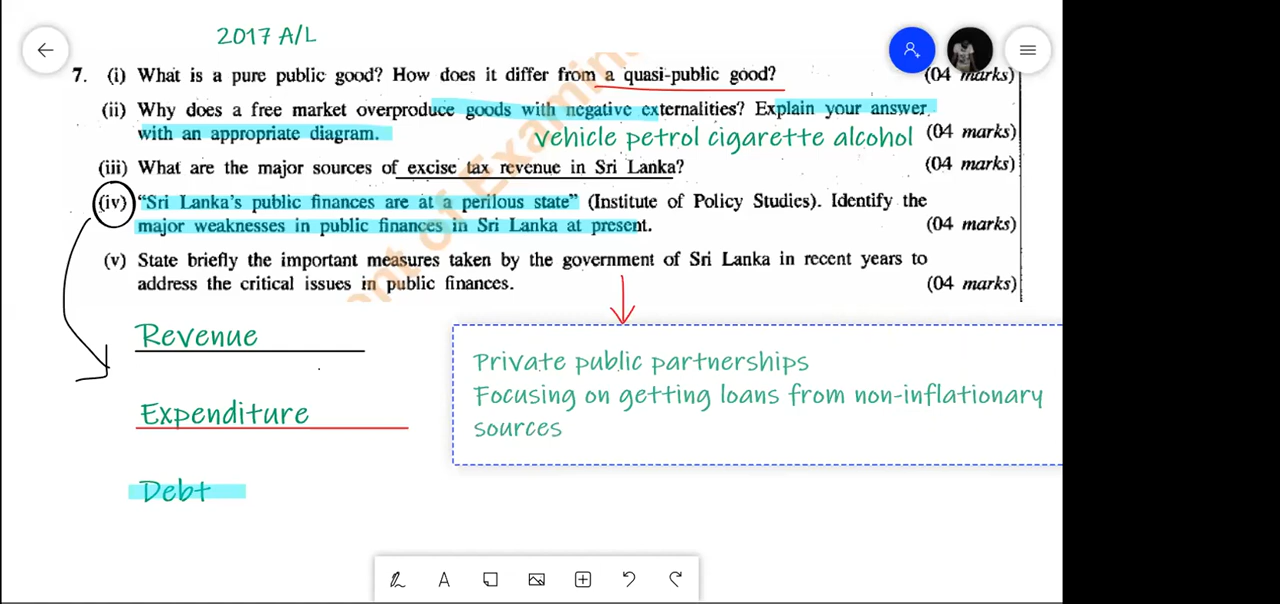 2017 A/L
7. (i) What is a pure public good? How does it differ from a quasi-public good? (04 marks)
(ii) Why does a free market overproduce goods with negative externalities? Explain your answer with an appropriate diagram. (04 marks)
vehicle petrol cigarette alcohol
(iii) What are the major sources of excise tax revenue in Sri Lanka? (04 marks)
(iv) “Sri Lanka's public finances are at a perilous state” (Institute of Policy Studies). Identify the
major weaknesses in public finances in Sri Lanka at present. (04 marks)
(v) State briefly the important measures taken by the government of Sri Lanka in recent years to
address the critical issues in public finances. (04 marks)
Revenue
Expenditure
Debt
Private public partnerships
Focusing on getting loans from non-inflationary
sources
A